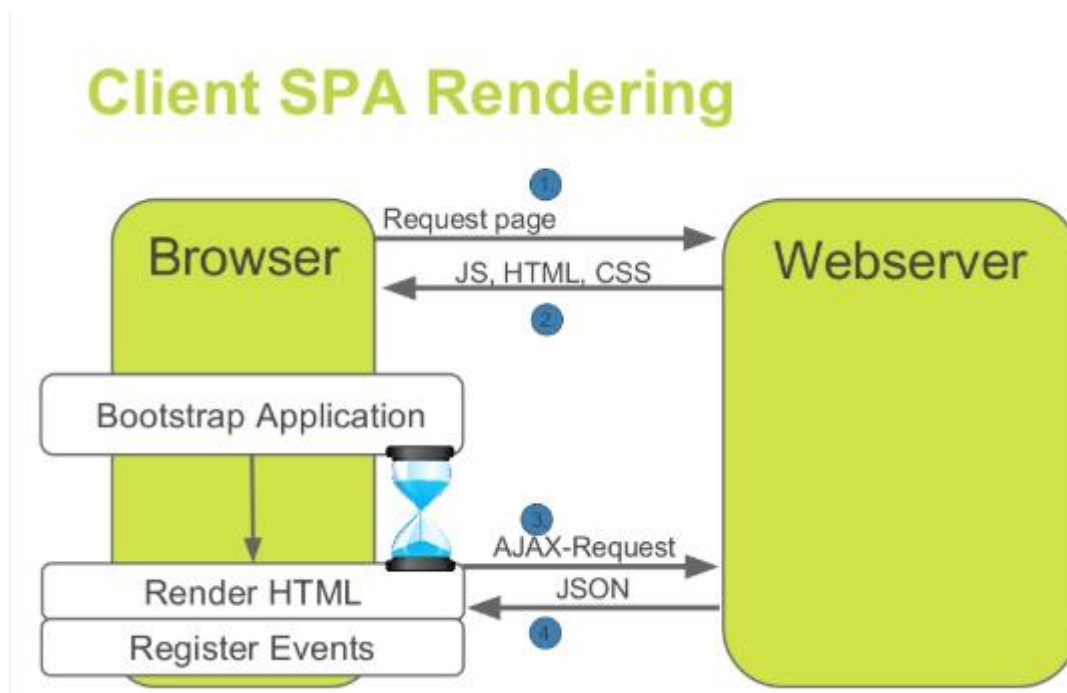 Client SPA Rendering
1.
Request page
Browser
Webserver
JS, HTML, CSS
2.
Bootstrap Application
3.
AJAX-Request
Render HTML
JSON
4
Register Events